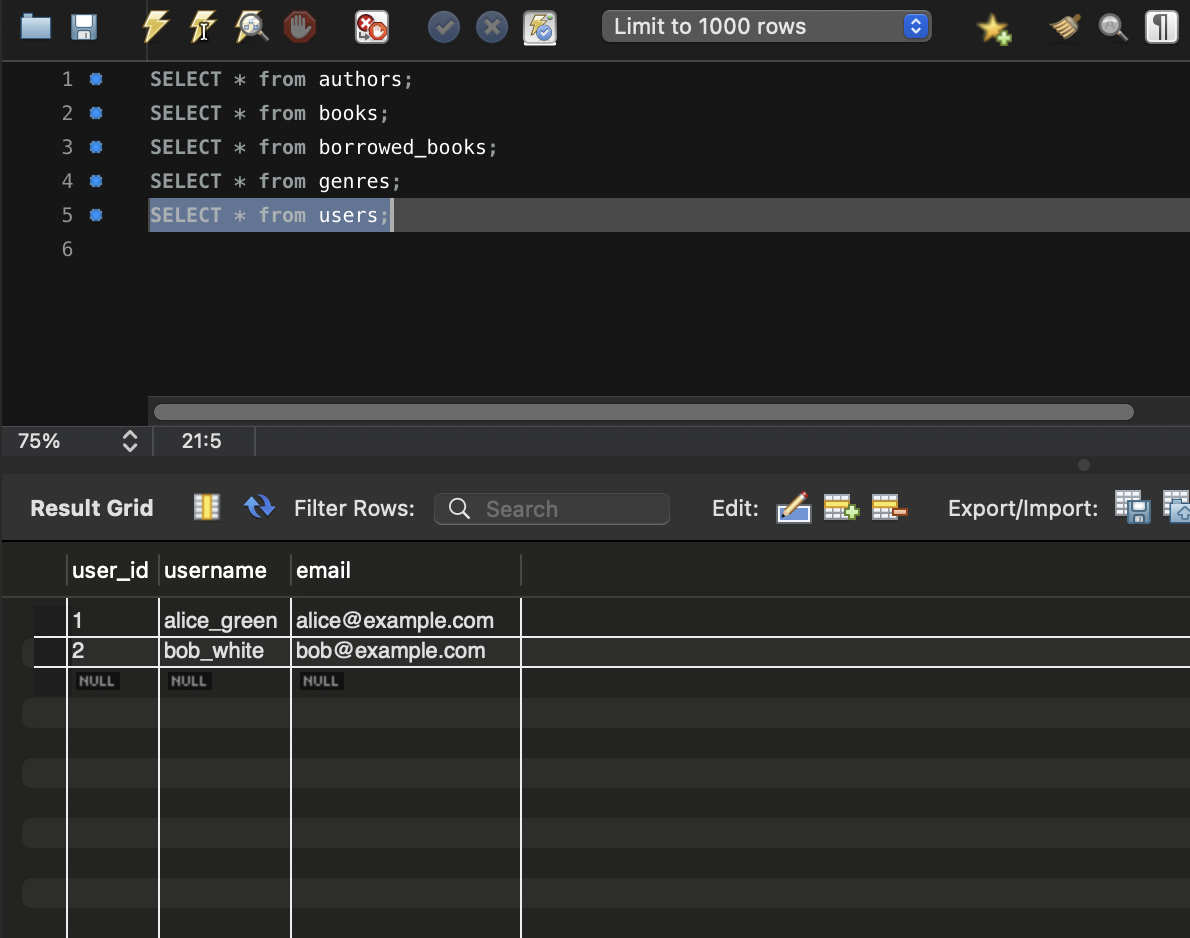 Limit to 1000 rows
1 SELECT * from authors;
2 SELECT * from books;
3 SELECT * from borrowed_books;
4 SELECT * from genres;
5 SELECT * from users;
6
75% 21:5
Result Grid Filter Rows: Search Edit: Export/Import:
user_id username email
1 alice_green alice@example.com
2 bob_white bob@example.com
NULL NULL NULL